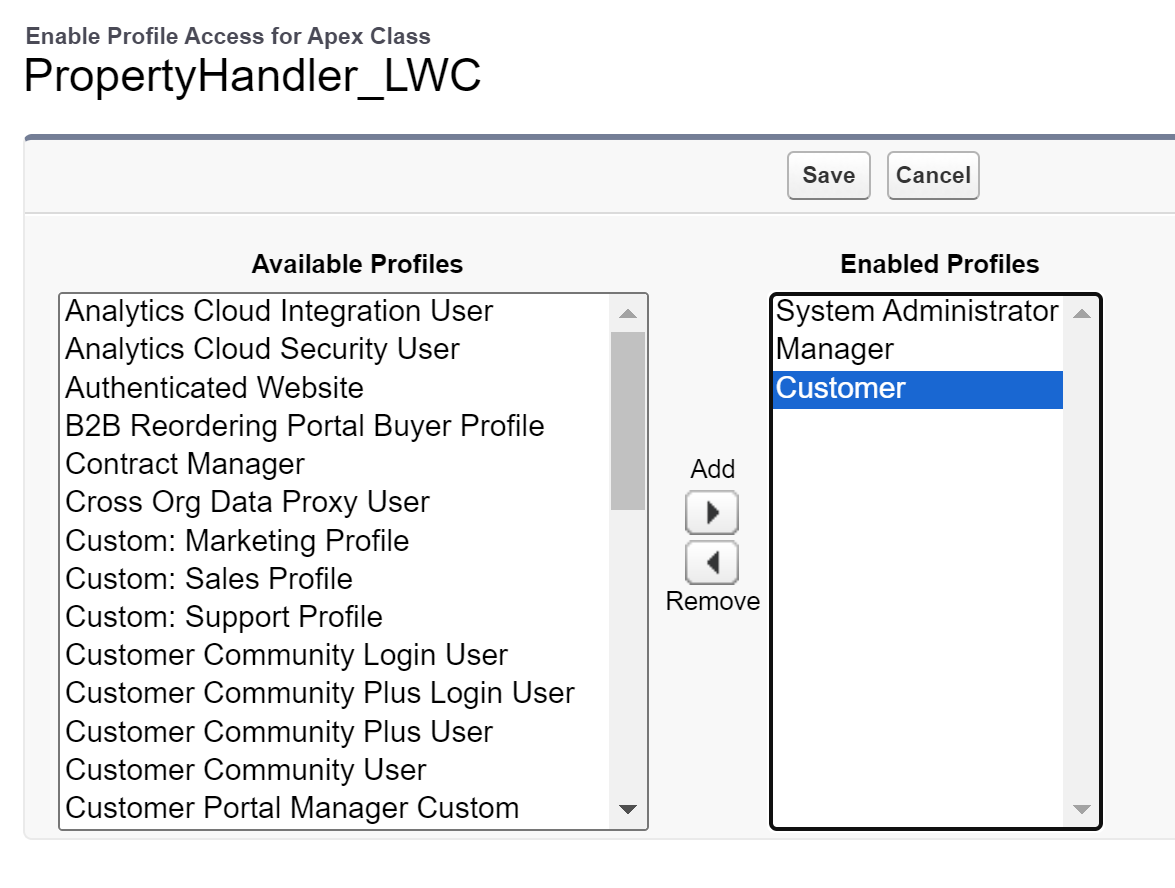 Enable Profile Access for Apex Class
PropertyHandler_LWC
Save Cancel
Available Profiles
Analytics Cloud Integration User
Analytics Cloud Security User
Authenticated Website
B2B Reordering Portal Buyer Profile
Contract Manager
Cross Org Data Proxy User
Custom: Marketing Profile
Custom: Sales Profile
Custom: Support Profile
Customer Community Login User
Customer Community Plus Login User
Customer Community Plus User
Customer Community User
Customer Portal Manager Custom
Add
Remove
Enabled Profiles
System Administrator
Manager
Customer